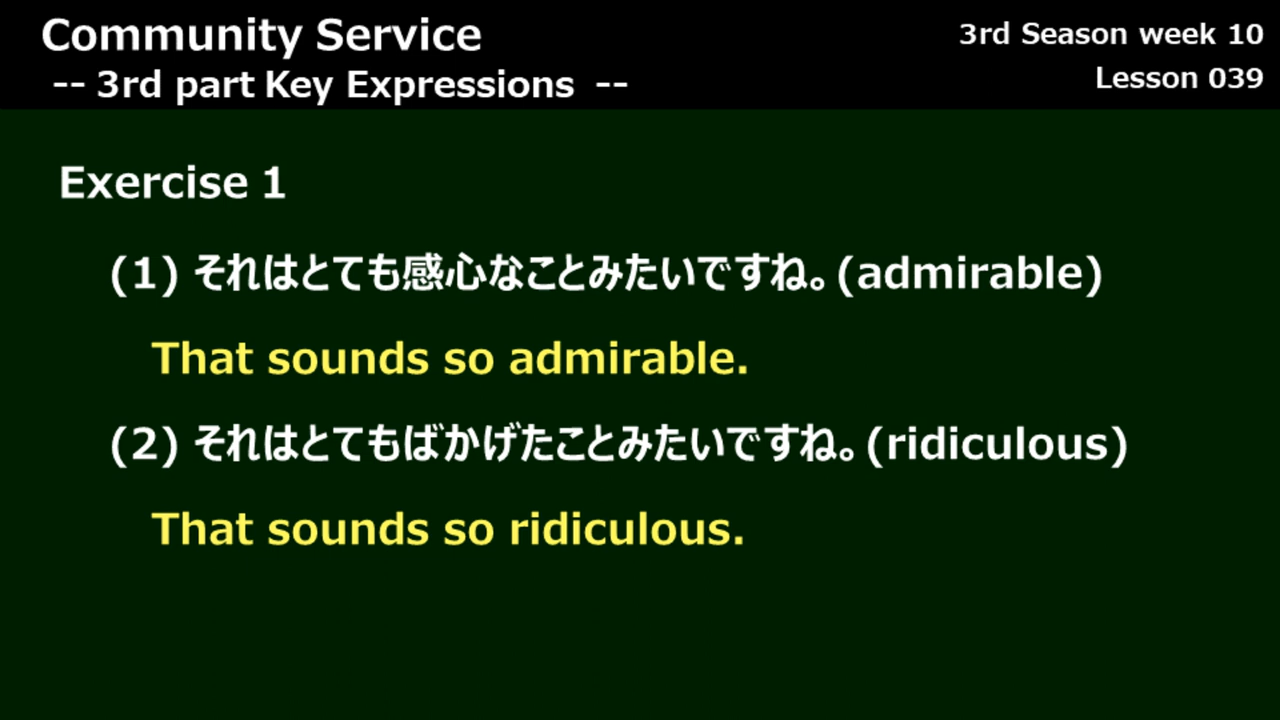 Community Service
-- 3rd part Key Expressions --
3rd Season week 10
Lesson 039
Exercise 1
(1) それはとても感心なことみたいですね。(admirable)
That sounds so admirable.
(2) それはとてもばかげたことみたいですね。(ridiculous)
That sounds so ridiculous.